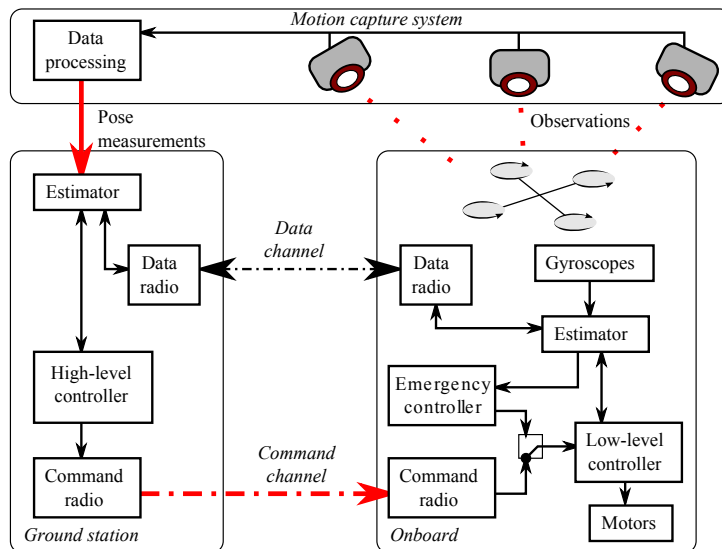 Motion capture system
Data
processing
Pose
measurements
Observations
Estimator
Data
channel
Data
radio
Data
radio
Gyroscopes
Estimator
High-level
controller
Emergency
controller
Command
channel
Low-level
controller
Command
radio
Command
radio
Motors
Ground station
Onboard